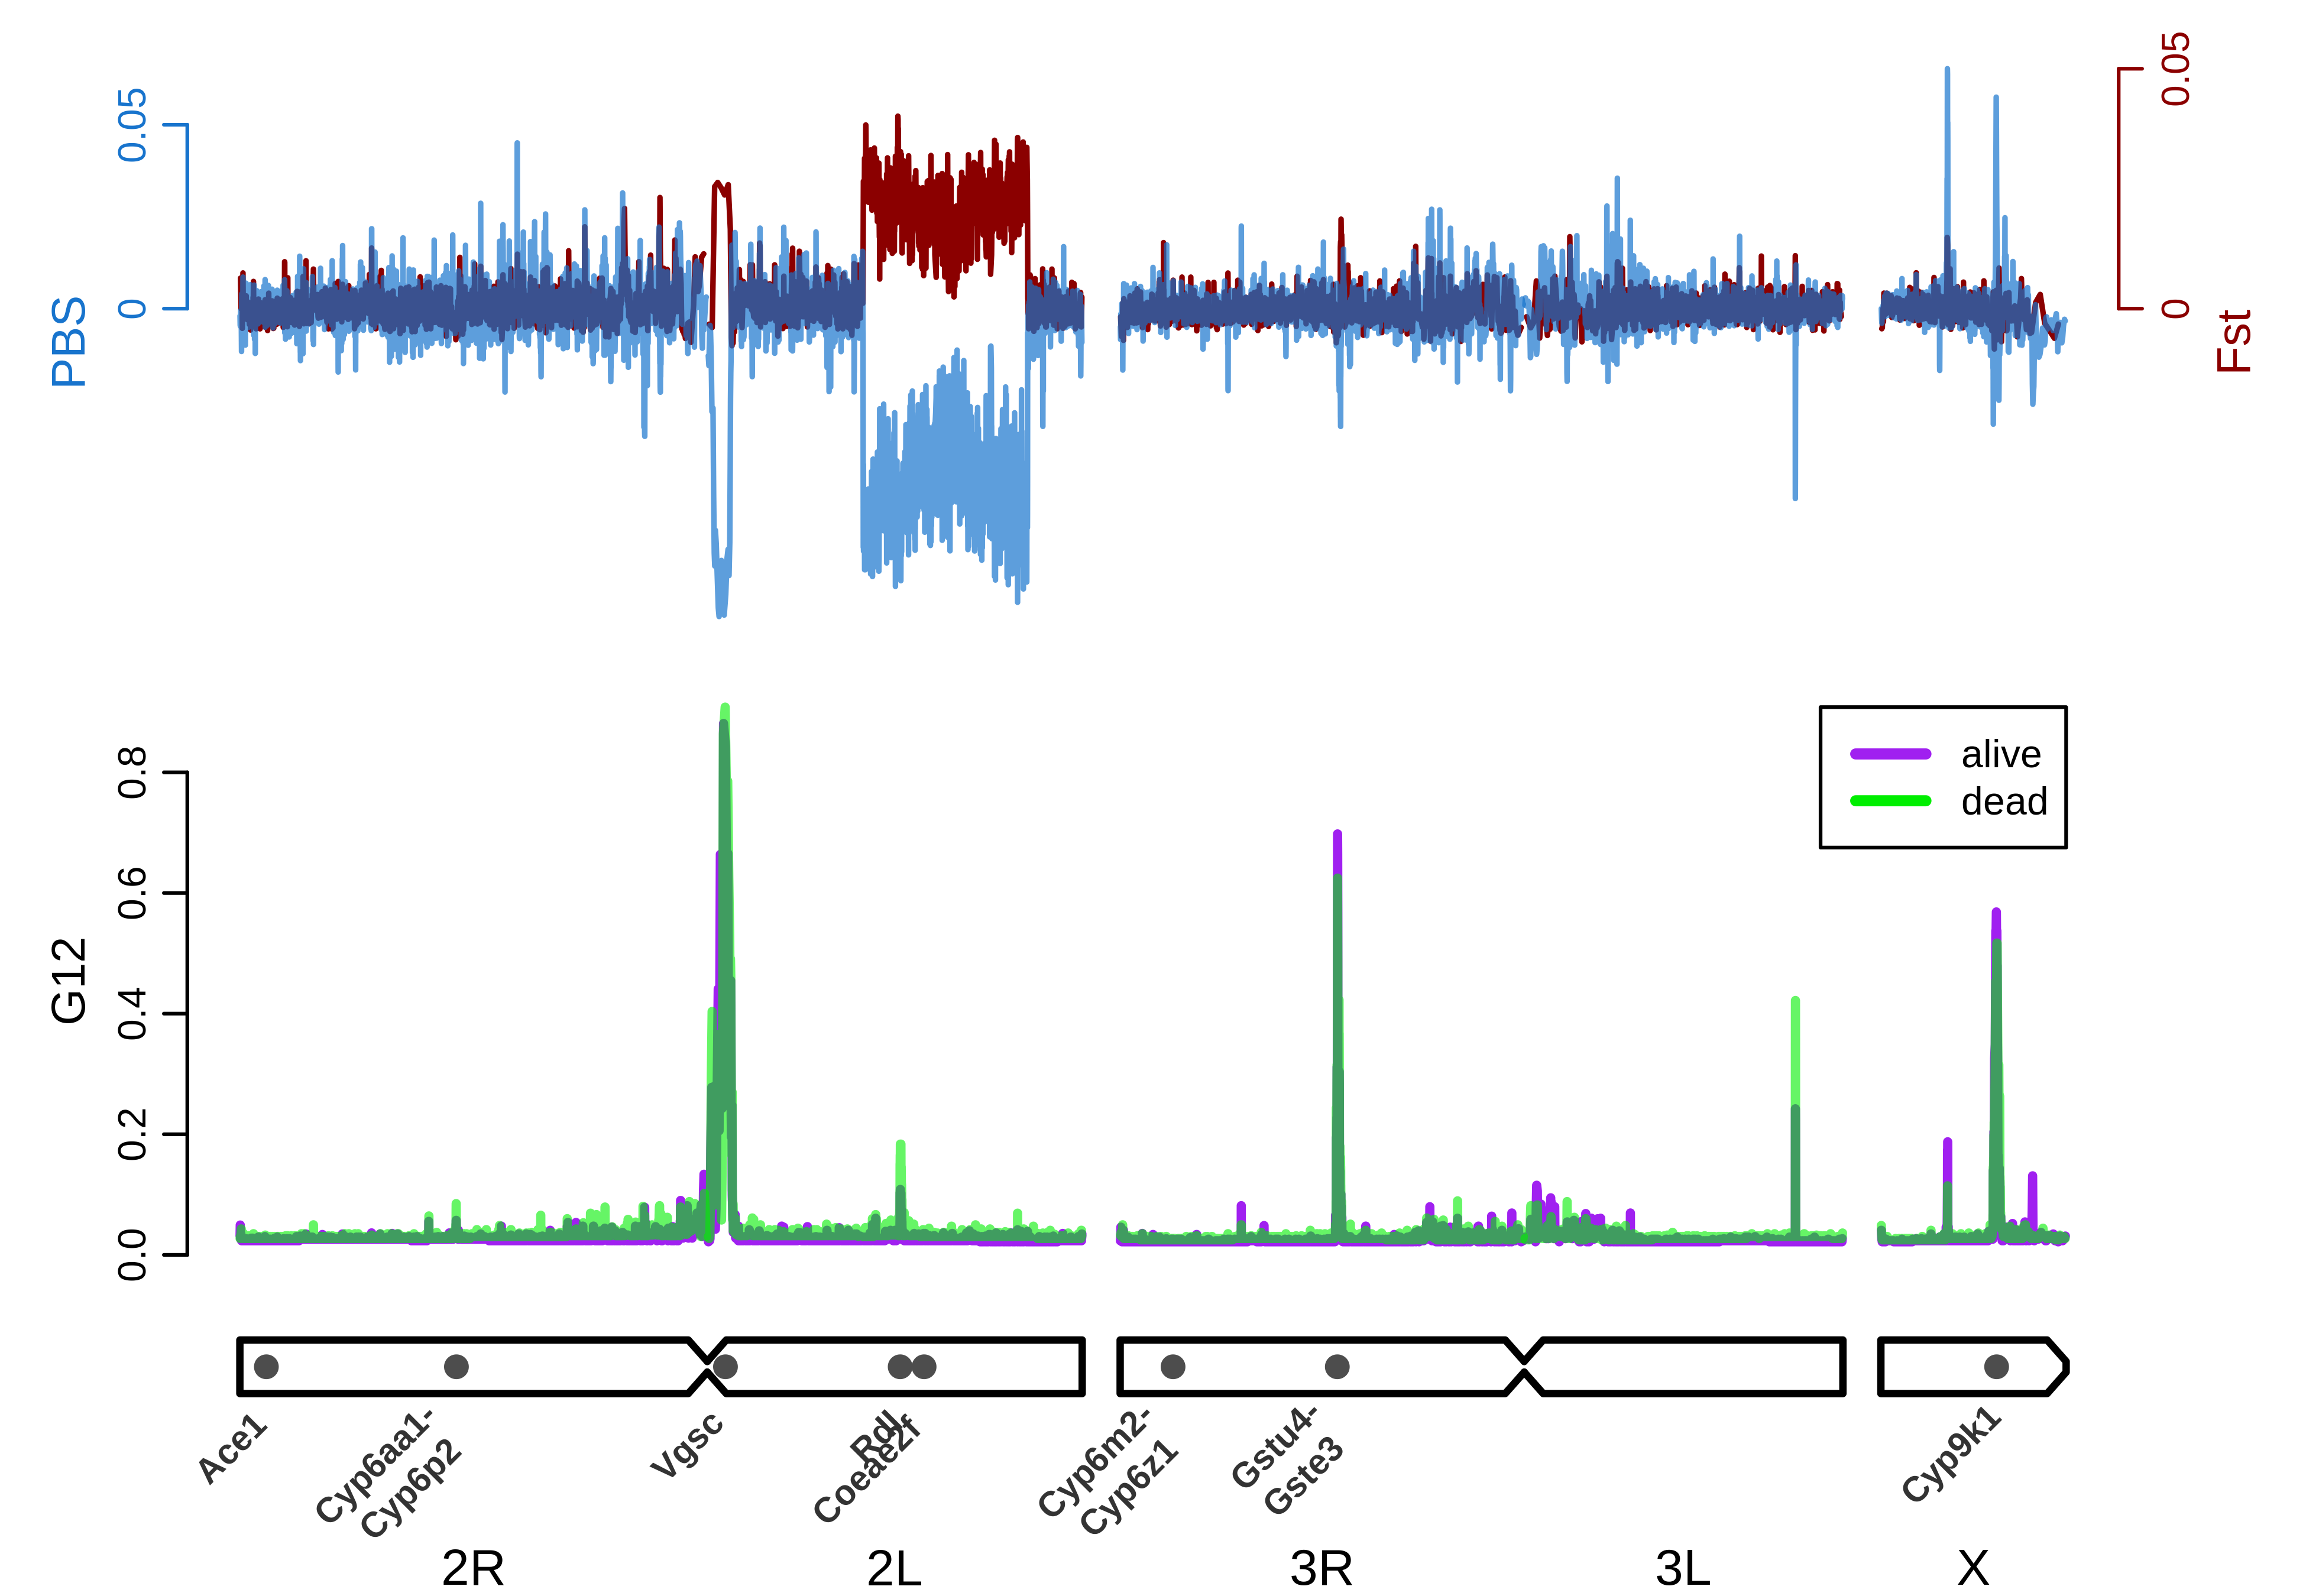 0.05
0
PBS
0.05
0
Fst
0.8
0.6
0.4
0.2
0.0
G12
alive
dead
Ace1
Cyp6aa1-
Cyp6p2
Vgsc
Rdl
Coeae2f
Cyp6m2-
Cyp6z1
Gstu4-
Gste3
Cyp9k1
2R
2L
3R
3L
X